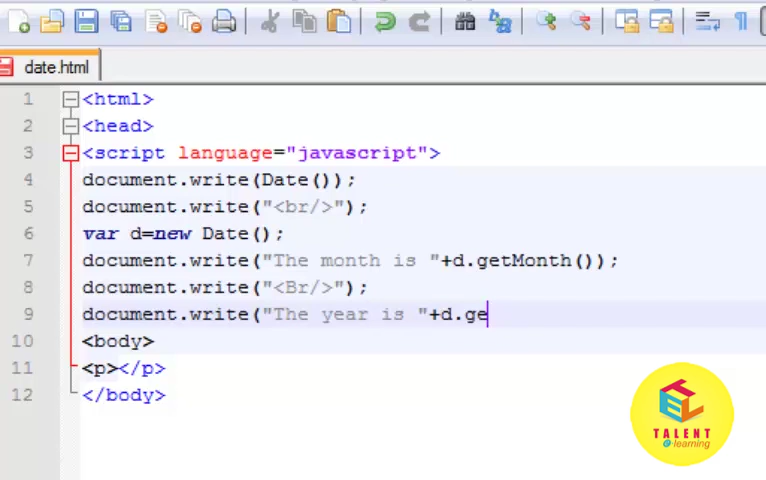 date.html
1 <html>
2 <head>
3 <script language="javascript">
4 document.write(Date());
5 document.write("<br/>");
6 var d=new Date();
7 document.write("The month is "+d.getMonth());
8 document.write("<Br/>");
9 document.write("The year is "+d.ge
10 <body>
11 <p></p>
12 </body>
TEL
TALENT
e-learning